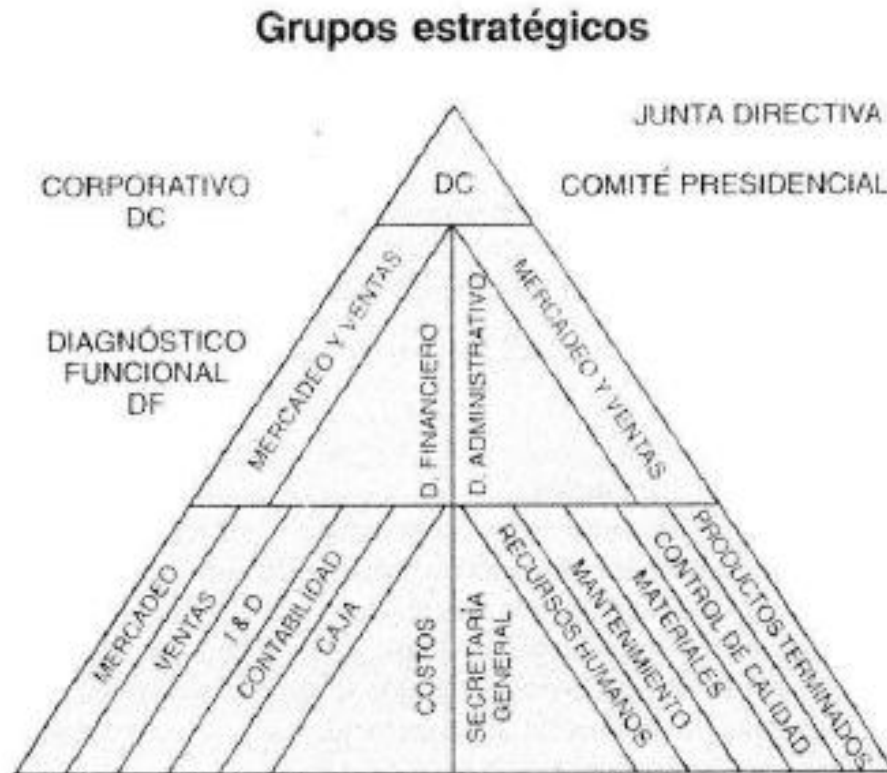 Grupos estratégicos
JUNTA DIRECTIVA
CORPORATIVO
DC
DC
COMITÉ PRESIDENCIAL
DIAGNÓSTICO
FUNCIONAL
DF
MERCADEO Y VENTAS
D. FINANCIERO
D. ADMINISTRATIVO
MERCADEO Y VENTAS
MERCADEO
VENTAS
I & D
CONTABILIDAD
CAJA
COSTOS
SECRETARÍA
GENERAL
RECURSOS HUMANOS
MANTENIMIENTO
MATERIALES
CONTROL DE CALIDAD
PRODUCTOS TERMINADOS